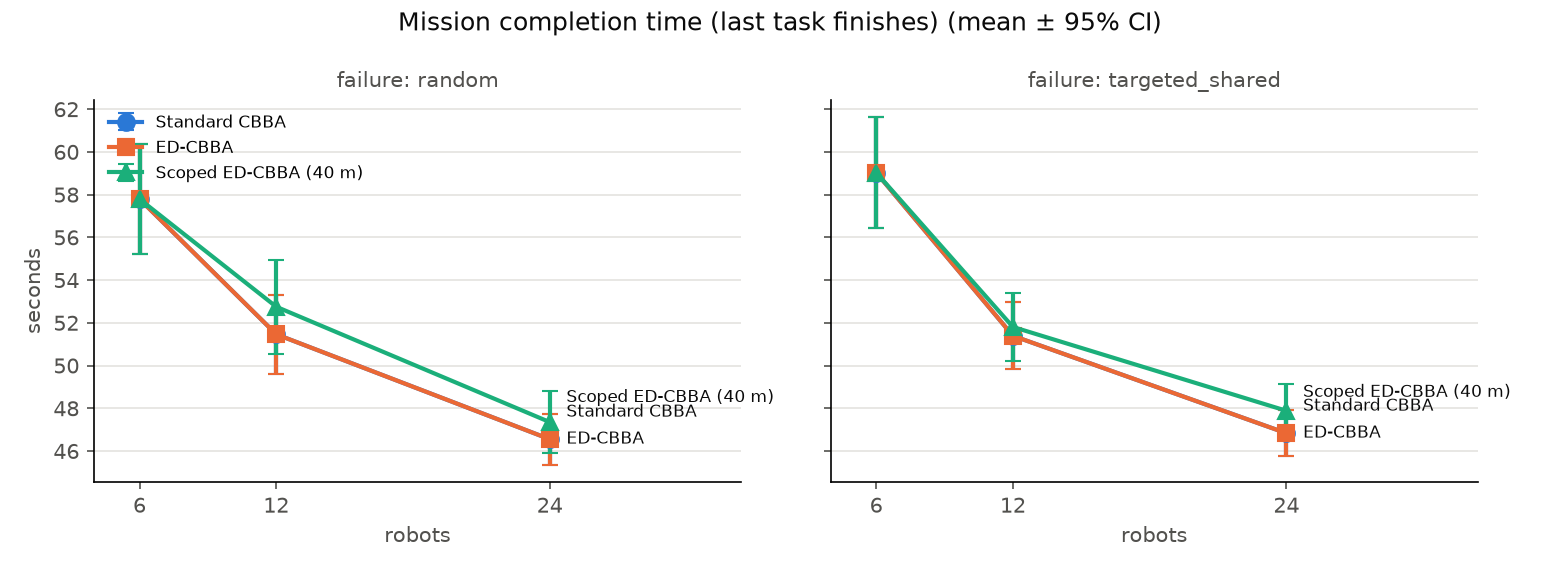 Mission completion time (last task finishes) (mean ± 95% CI)
failure: random
failure: targeted_shared
Standard CBBA
ED-CBBA
Scoped ED-CBBA (40 m)
62
60
58
56
54
52
50
48
46
seconds
Scoped ED-CBBA (40 m)
Standard CBBA
ED-CBBA
6
12
24
robots
Scoped ED-CBBA (40 m)
Standard CBBA
ED-CBBA
6
12
24
robots